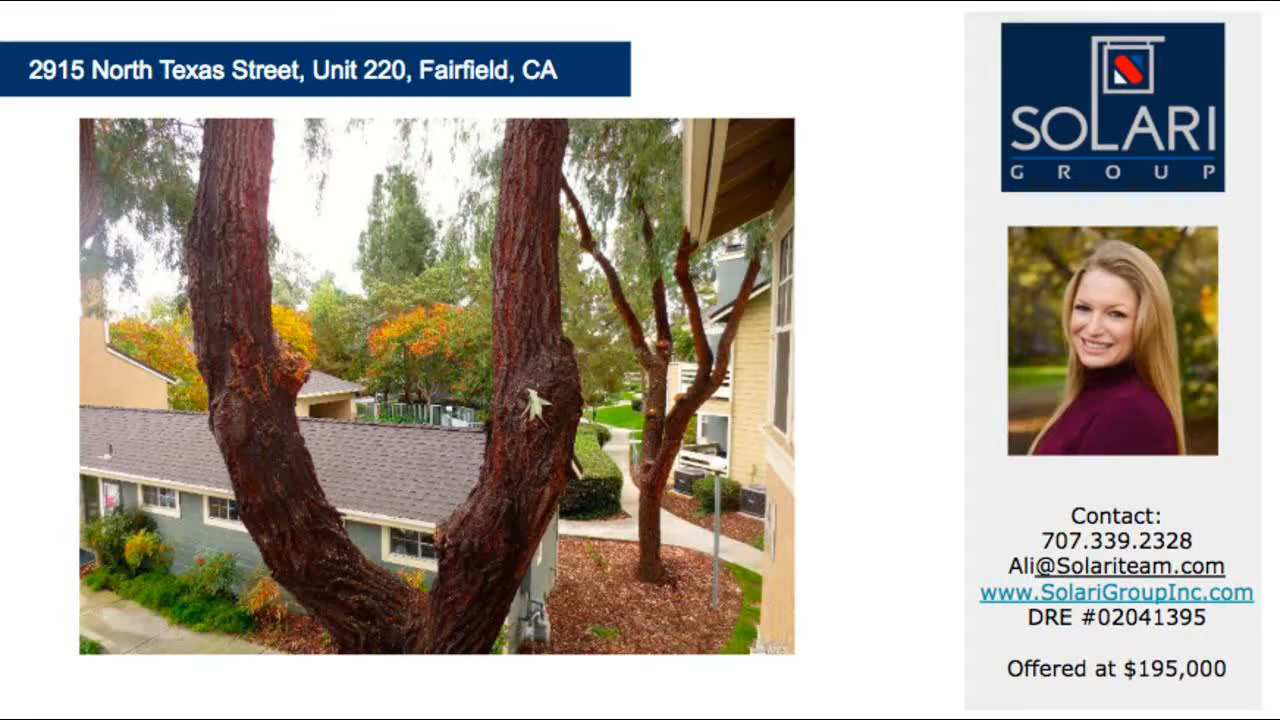 2915 North Texas Street, Unit 220, Fairfield, CA
SOLARI
GROUP
Contact:
707.339.2328
Ali@Solariteam.com
www.SolariGroupInc.com
DRE #02041395
Offered at $195,000